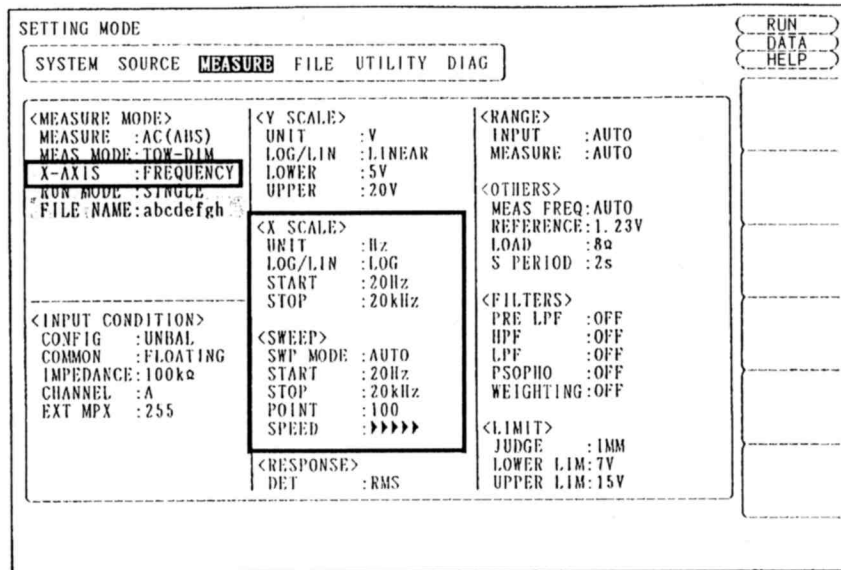 SETTING MODE
RUN
DATA
HELP
SYSTEM SOURCE MEASURE FILE UTILITY DIAG
<MEASURE MODE>
MEASURE :AC(ABS)
MEAS MODE:TOW-DIM
X-AXIS :FREQUENCY
RUN MODE :SINGLE
FILE NAME:abcdefgh
<INPUT CONDITION>
CONFIG :UNBAL
COMMON :FLOATING
IMPEDANCE:100kΩ
CHANNEL :A
EXT MPX :255
<Y SCALE>
UNIT :V
LOG/LIN :LINEAR
LOWER :5V
UPPER :20V
<X SCALE>
UNIT :Hz
LOG/LIN :LOG
START :20Hz
STOP :20kHz
<SWEEP>
SWP MODE :AUTO
START :20Hz
STOP :20kHz
POINT :100
SPEED :
<RESPONSE>
DET :RMS
<RANGE>
INPUT :AUTO
MEASURE :AUTO
<OTHERS>
MEAS FREQ:AUTO
REFERENCE:1.23V
LOAD :8Ω
S PERIOD :2s
<FILTERS>
PRE LPF :OFF
HPF :OFF
LPF :OFF
PSOPHO :OFF
WEIGHTING:OFF
<LIMIT>
JUDGE :IMM
LOWER LIM:7V
UPPER LIM:15V